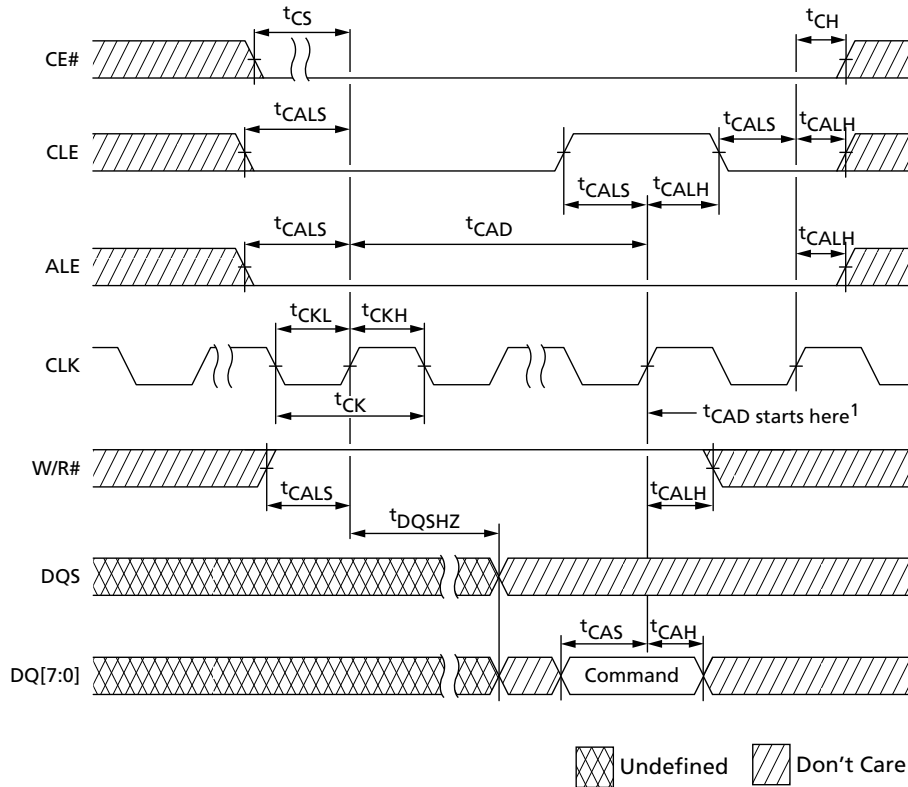 tCS
tCH
CE#
tCALS
tCALS
tCALH
CLE
tCALS
tCALH
tCALS
tCAD
tCALH
ALE
tCKL
tCKH
CLK
tCK
tCAD starts here1
W/R#
tCALS
tCALH
tDQSHZ
DQS
tCAS
tCAH
DQ[7:0]
Command
Undefined
Don't Care